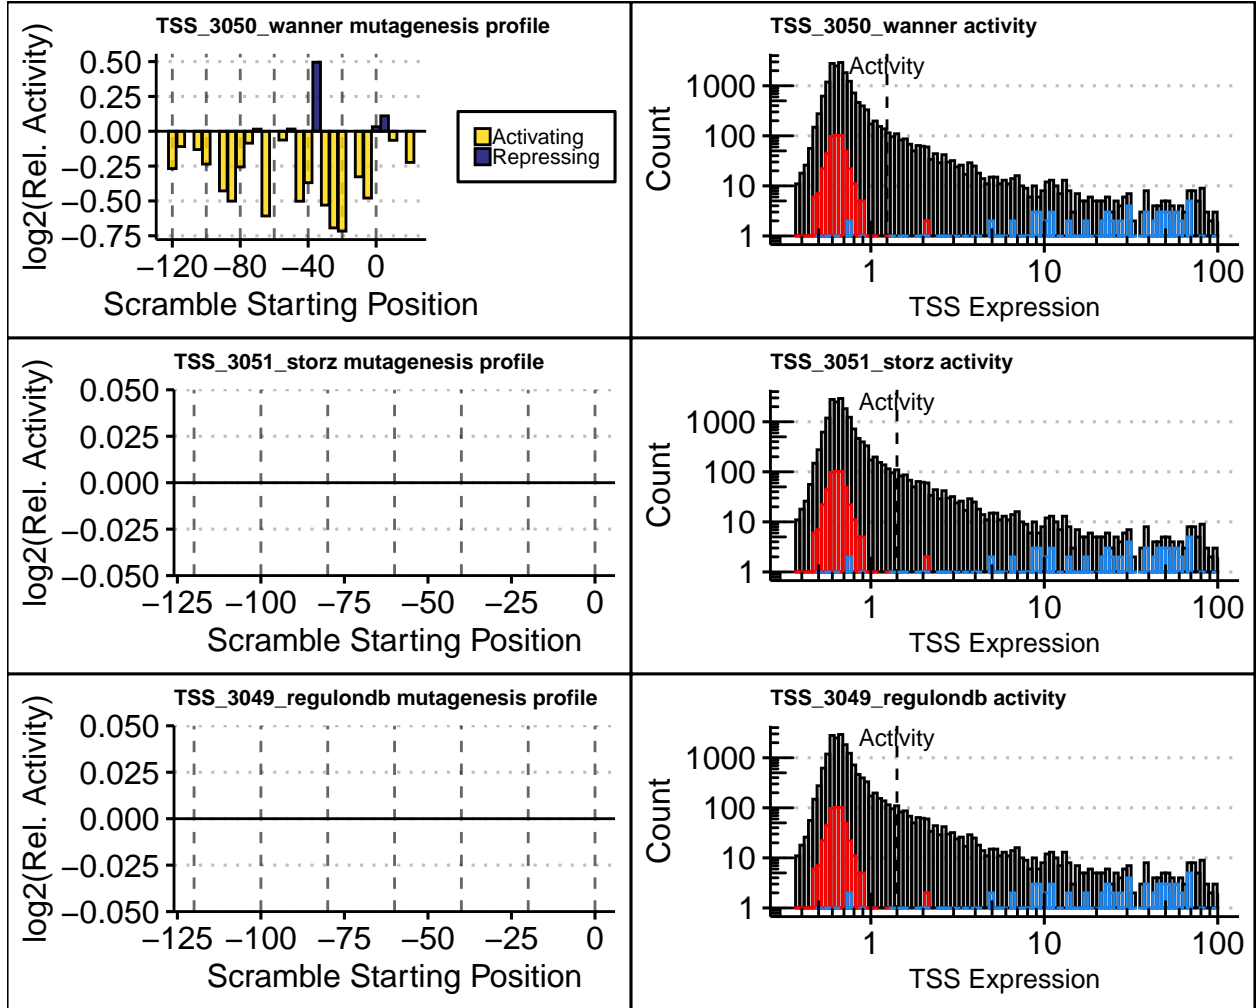 TSS_3050_wanner mutagenesis profile
log2(Rel. Activity)
0.50
0.25
0.00
−0.25
−0.50
−0.75
−120 −80 −40 0
Scramble Starting Position
Activating
Repressing
TSS_3050_wanner activity
Count
1000
100
10
1
Activity
1 10 100
TSS Expression
TSS_3051_storz mutagenesis profile
log2(Rel. Activity)
0.050
0.025
0.000
−0.025
−0.050
−125 −100 −75 −50 −25 0
Scramble Starting Position
TSS_3051_storz activity
Count
1000
100
10
1
Activity
1 10 100
TSS Expression
TSS_3049_regulondb mutagenesis profile
log2(Rel. Activity)
0.050
0.025
0.000
−0.025
−0.050
−125 −100 −75 −50 −25 0
Scramble Starting Position
TSS_3049_regulondb activity
Count
1000
100
10
1
Activity
1 10 100
TSS Expression